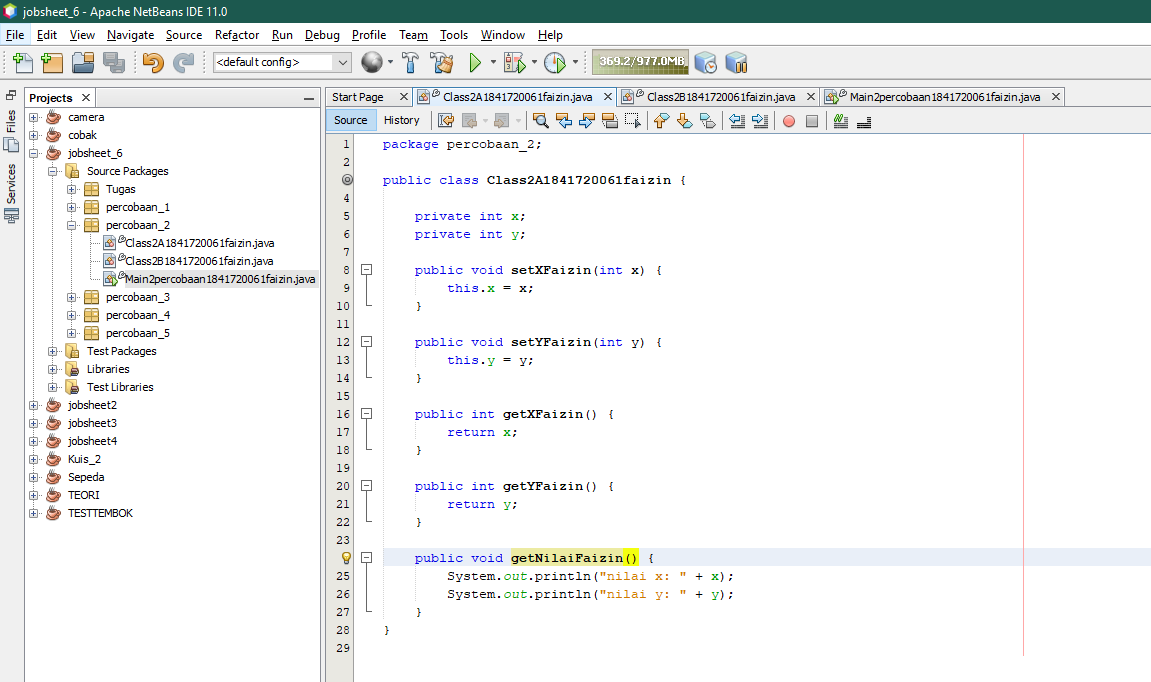 jobsheet_6 - Apache NetBeans IDE 11.0
File Edit View Navigate Source Refactor Run Debug Profile Team Tools Window Help
<default config>
369.2/977.0MB
Files
Services
Projects
camera
cobak
jobsheet_6
Source Packages
Tugas
percobaan_1
percobaan_2
Class2A1841720061faizin.java
Class2B1841720061faizin.java
Main2percobaan1841720061faizin.java
percobaan_3
percobaan_4
percobaan_5
Test Packages
Libraries
Test Libraries
jobsheet2
jobsheet3
jobsheet4
Kuis_2
Sepeda
TEORI
TESTTEMBOK
Start Page Class2A1841720061faizin.java Class2B1841720061faizin.java Main2percobaan1841720061faizin.java
Source History
1 package percobaan_2;
2
public class Class2A1841720061faizin {
4
5 private int x;
6 private int y;
7
8 public void setXFaizin(int x) {
9 this.x = x;
10 }
11
12 public void setYFaizin(int y) {
13 this.y = y;
14 }
15
16 public int getXFaizin() {
17 return x;
18 }
19
20 public int getYFaizin() {
21 return y;
22 }
23
public void getNilaiFaizin() {
25 System.out.println("nilai x: " + x);
26 System.out.println("nilai y: " + y);
27 }
28 }
29